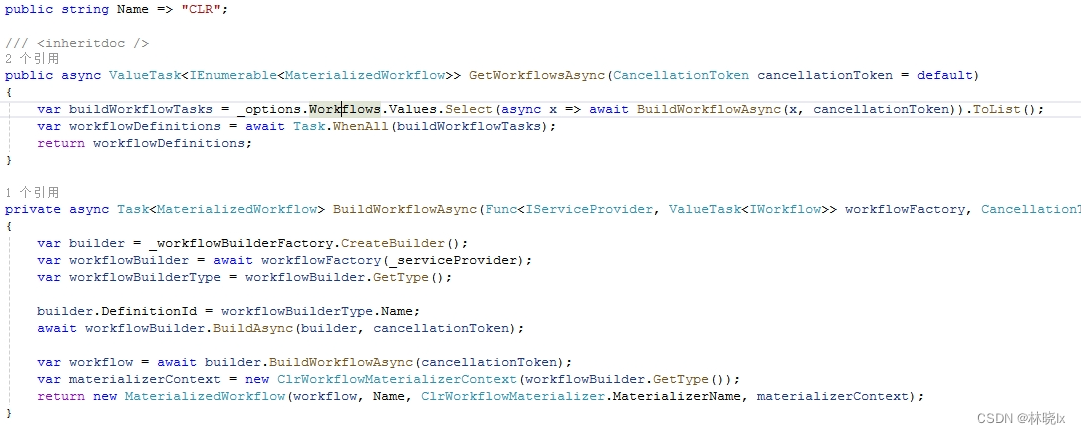 public string Name => "CLR";
/// <inheritdoc />
2 个引用
public async ValueTask<IEnumerable<MaterializedWorkflow>> GetWorkflowsAsync(CancellationToken cancellationToken = default)
{
var buildWorkflowTasks = _options.Workflows.Values.Select(async x => await BuildWorkflowAsync(x, cancellationToken)).ToList();
var workflowDefinitions = await Task.WhenAll(buildWorkflowTasks);
return workflowDefinitions;
}
1 个引用
private async Task<MaterializedWorkflow> BuildWorkflowAsync(Func<IServiceProvider, ValueTask<IWorkflow>> workflowFactory, CancellationT
{
var builder = _workflowBuilderFactory.CreateBuilder();
var workflowBuilder = await workflowFactory(_serviceProvider);
var workflowBuilderType = workflowBuilder.GetType();
builder.DefinitionId = workflowBuilderType.Name;
await workflowBuilder.BuildAsync(builder, cancellationToken);
var workflow = await builder.BuildWorkflowAsync(cancellationToken);
var materializerContext = new ClrWorkflowMaterializerContext(workflowBuilder.GetType());
return new MaterializedWorkflow(workflow, Name, ClrWorkflowMaterializer.MaterializerName, materializerContext);
}
CSDN @林晓lx